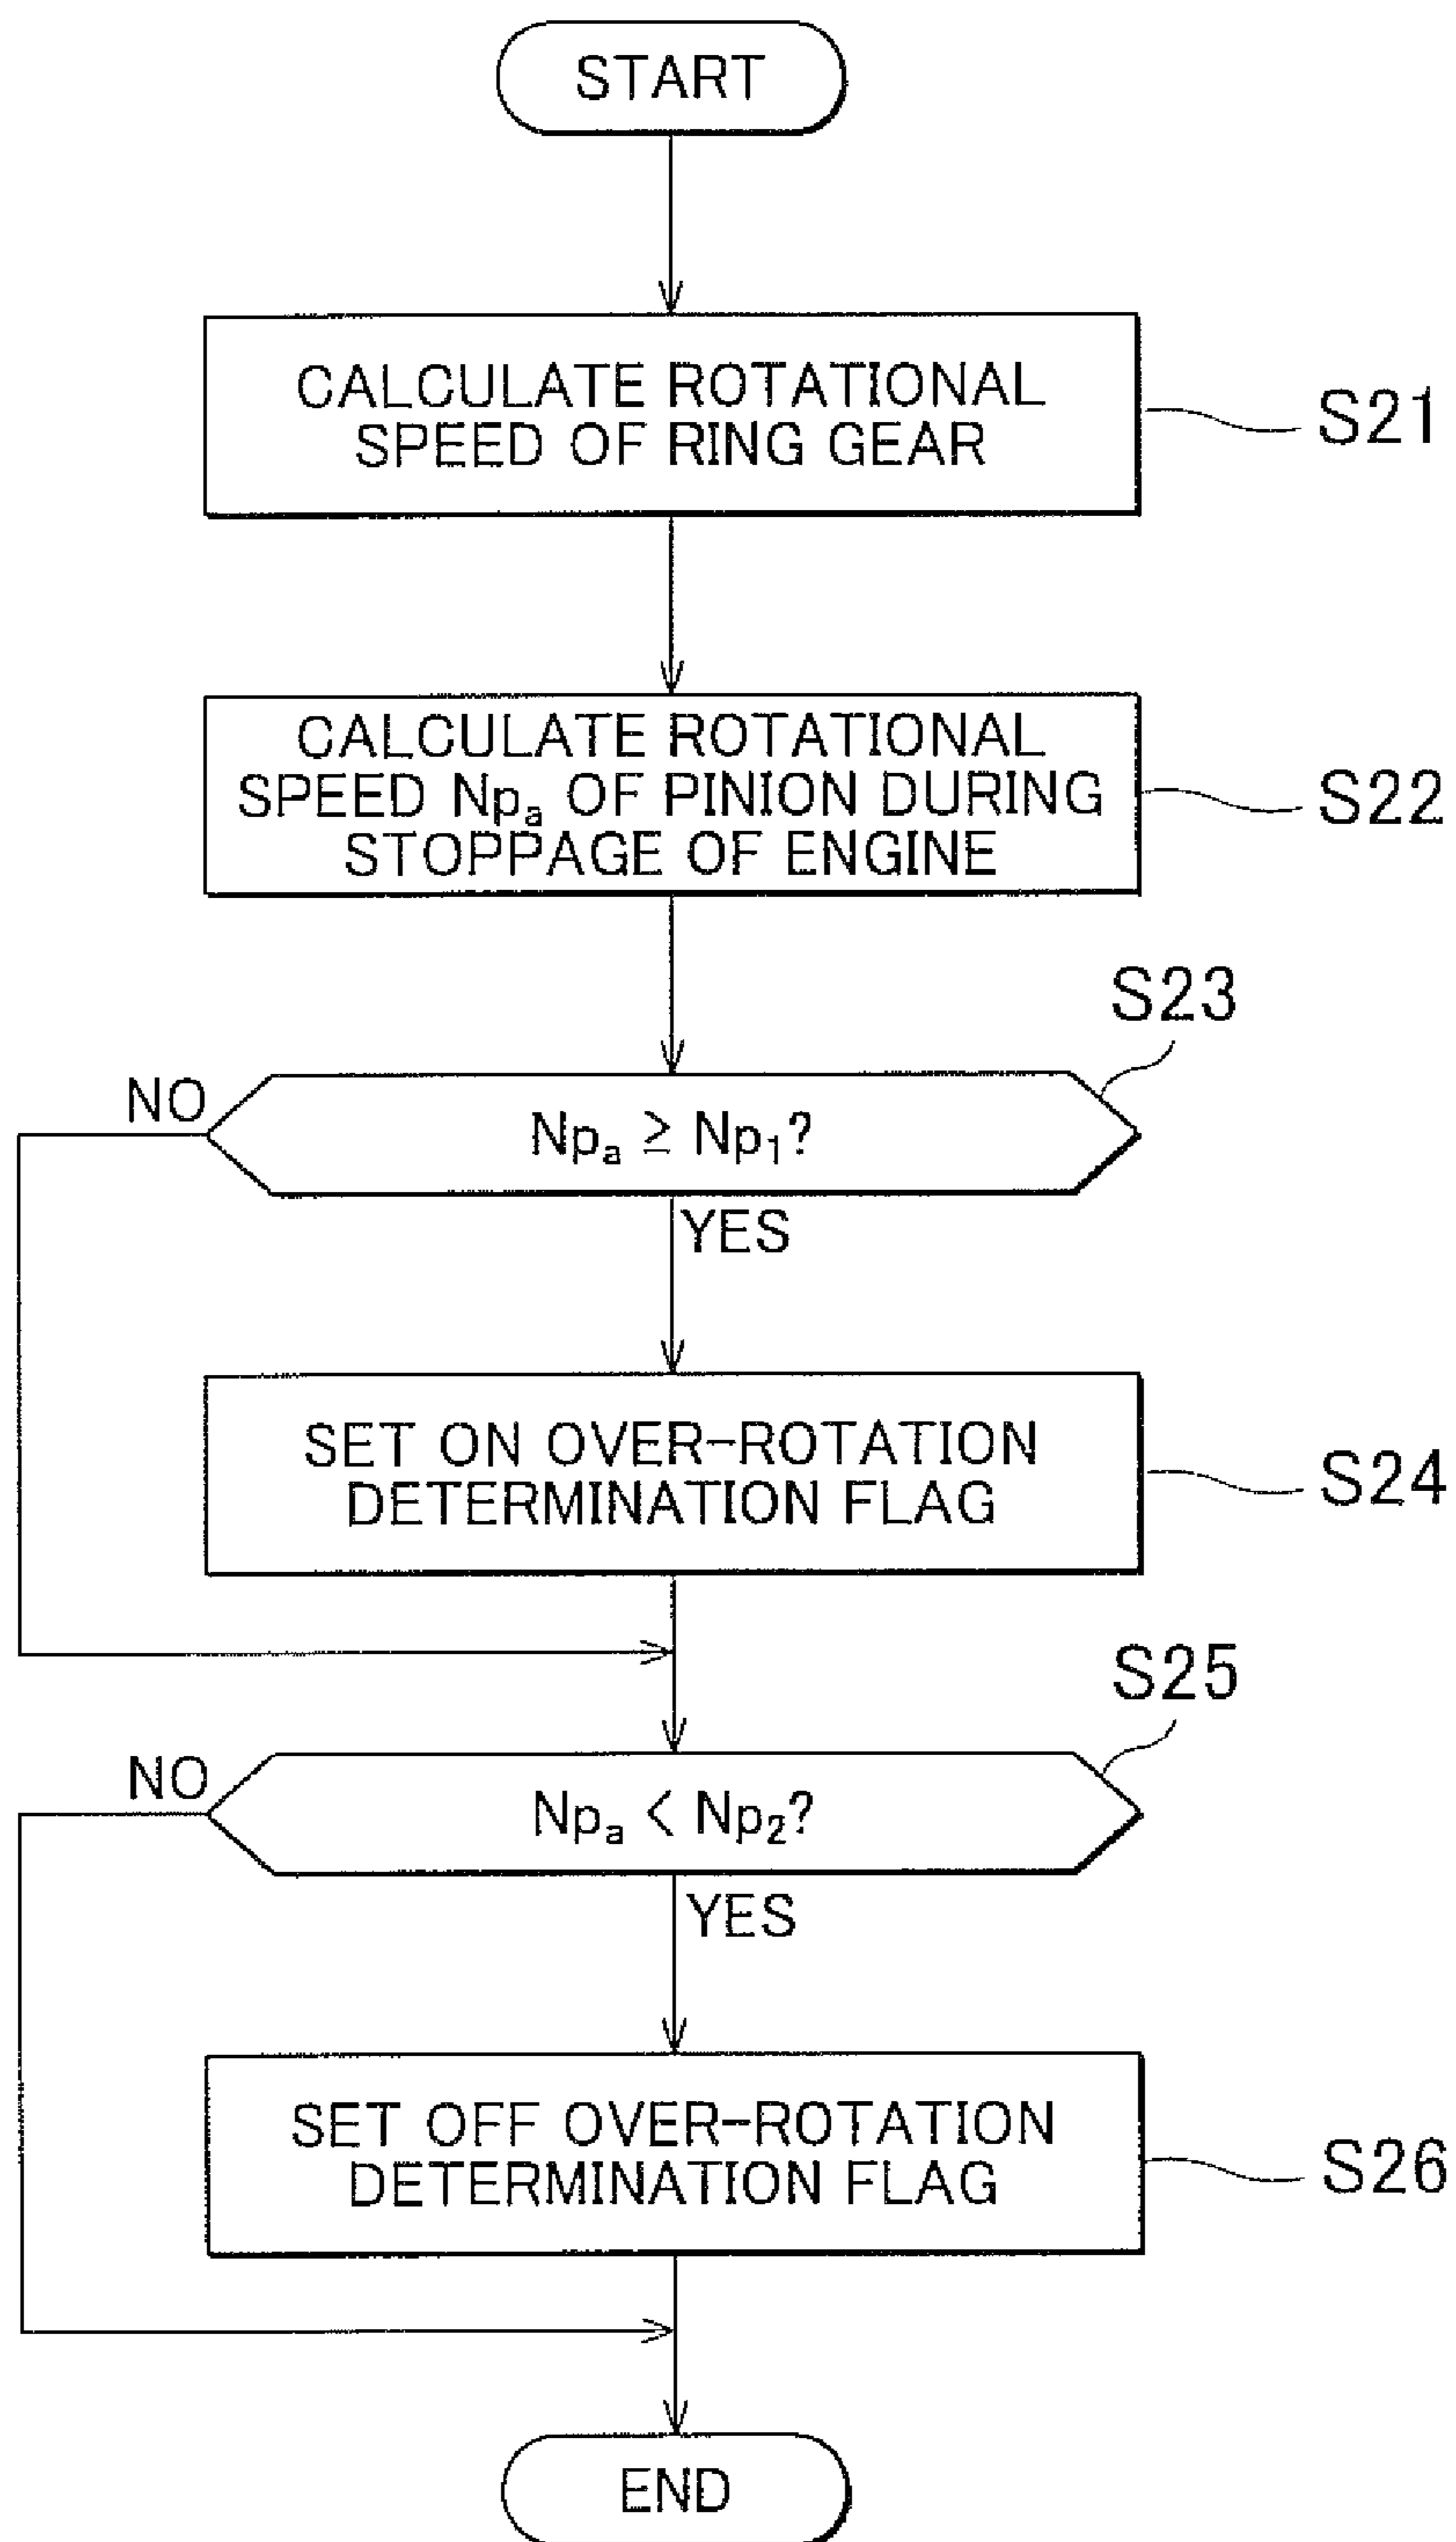 START
CALCULATE ROTATIONAL
SPEED OF RING GEAR
S21
CALCULATE ROTATIONAL
SPEED Npₐ OF PINION DURING
STOPPAGE OF ENGINE
S22
S23
NO
Npₐ ≥ Np₁?
YES
SET ON OVER-ROTATION
DETERMINATION FLAG
S24
S25
NO
Npₐ < Np₂?
YES
SET OFF OVER-ROTATION
DETERMINATION FLAG
S26
END